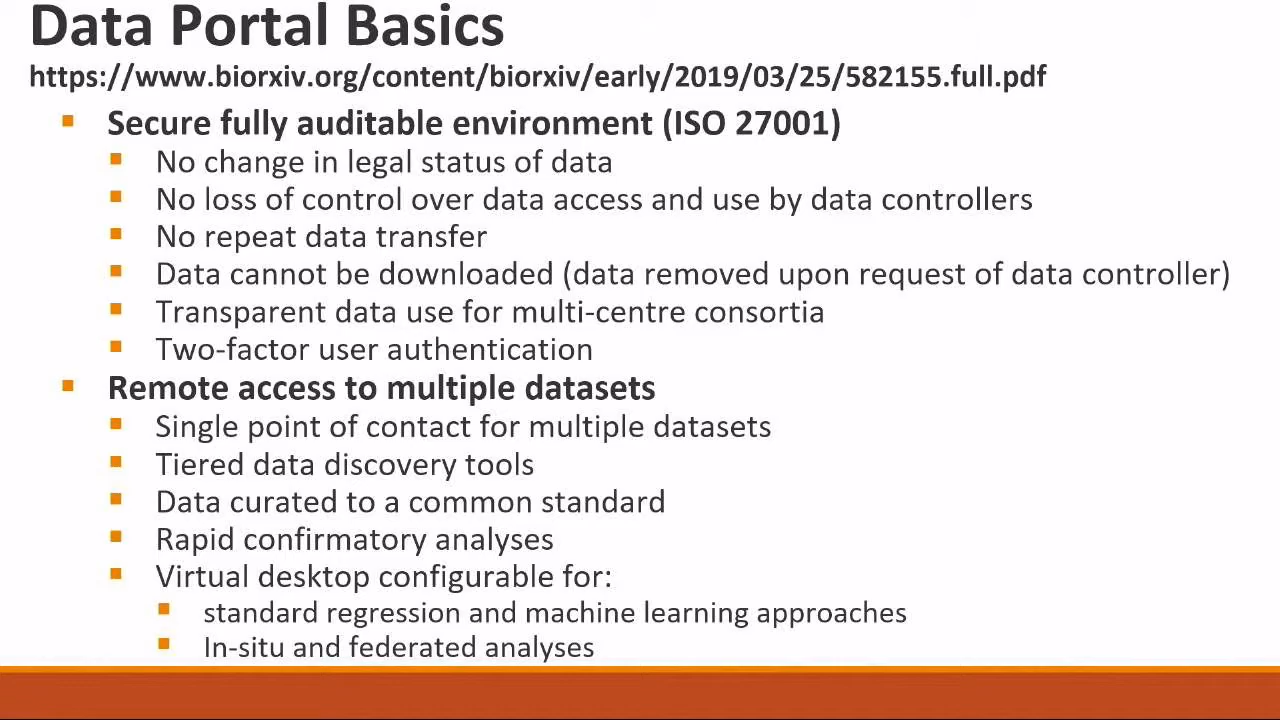 Data Portal Basics
https://www.biorxiv.org/content/biorxiv/early/2019/03/25/582155.full.pdf
Secure fully auditable environment (ISO 27001)
No change in legal status of data
No loss of control over data access and use by data controllers
No repeat data transfer
Data cannot be downloaded (data removed upon request of data controller)
Transparent data use for multi-centre consortia
Two-factor user authentication
Remote access to multiple datasets
Single point of contact for multiple datasets
Tiered data discovery tools
Data curated to a common standard
Rapid confirmatory analyses
Virtual desktop configurable for:
standard regression and machine learning approaches
In-situ and federated analyses